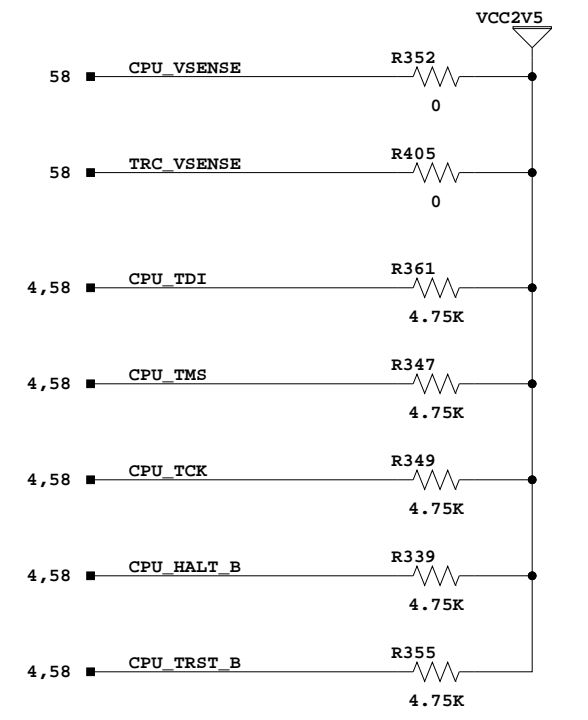 VCC2V5
R352
58 CPU_VSENSE
0
R405
58 TRC_VSENSE
0
R361
4,58 CPU_TDI
4.75K
R347
4,58 CPU_TMS
4.75K
R349
4,58 CPU_TCK
4.75K
R339
4,58 CPU_HALT_B
4.75K
R355
4,58 CPU_TRST_B
4.75K